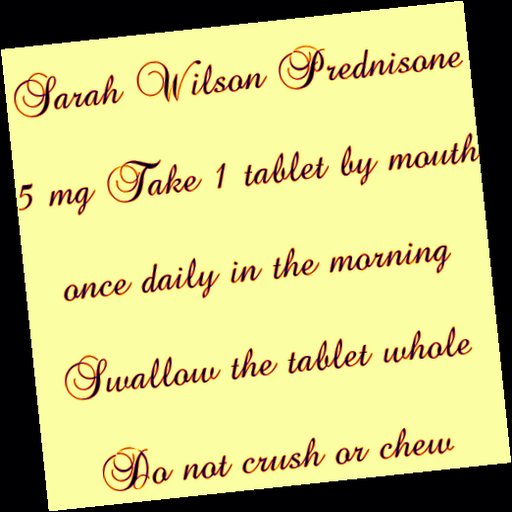 Sarah Wilson Prednisone
5 mg Take 1 tablet by mouth
once daily in the morning
Swallow the tablet whole
Do not crush or chew